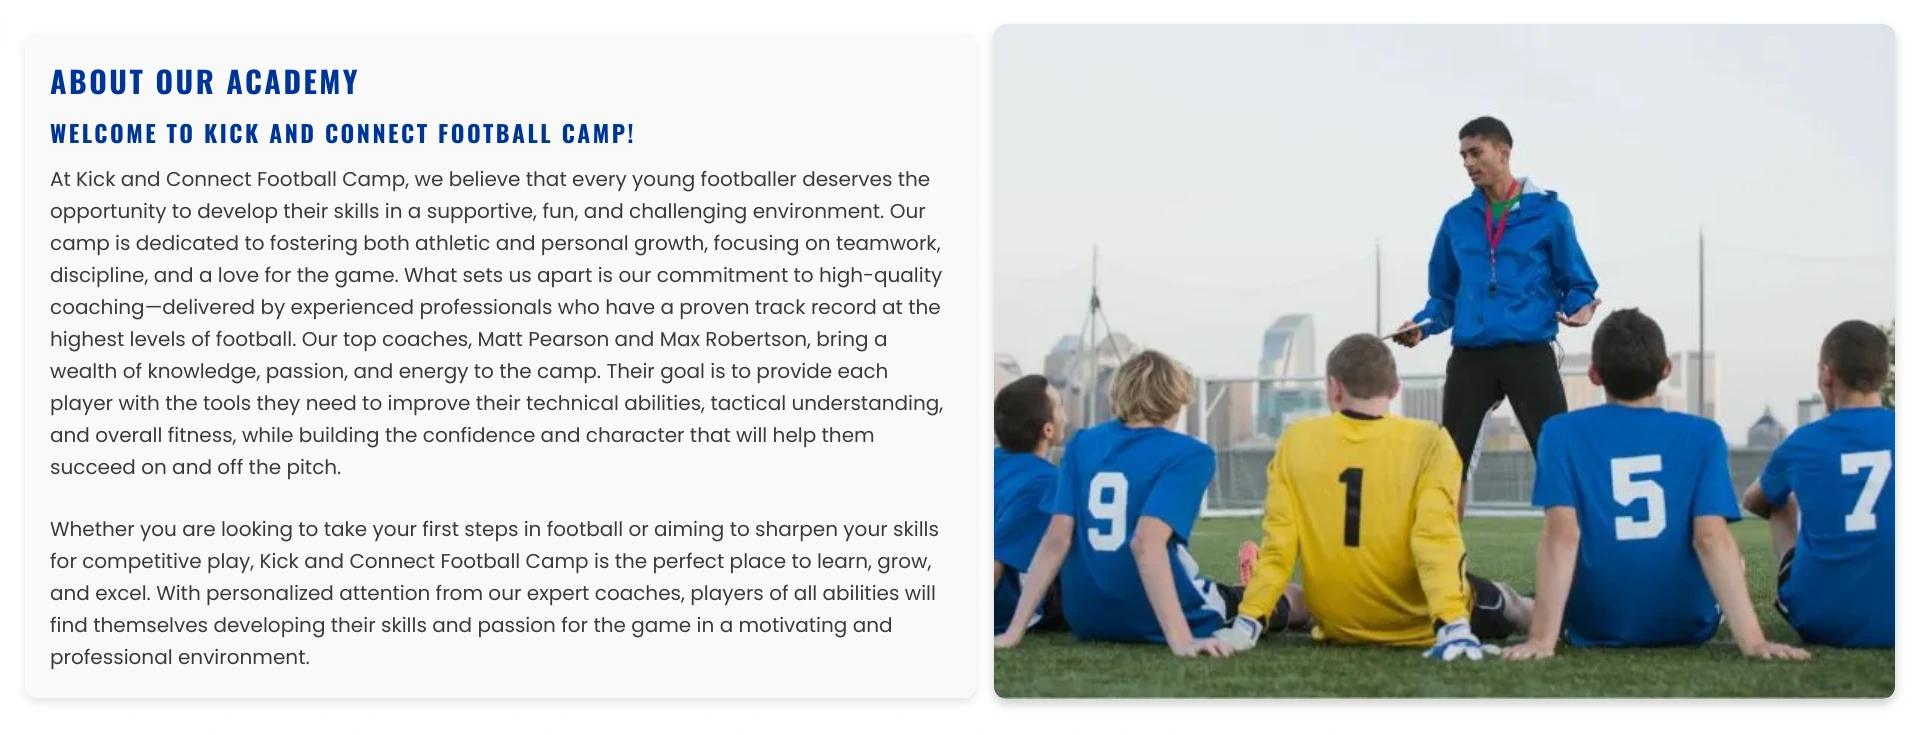 ABOUT OUR ACADEMY
WELCOME TO KICK AND CONNECT FOOTBALL CAMP!
At Kick and Connect Football Camp, we believe that every young footballer deserves the
opportunity to develop their skills in a supportive, fun, and challenging environment. Our
camp is dedicated to fostering both athletic and personal growth, focusing on teamwork,
discipline, and a love for the game. What sets us apart is our commitment to high-quality
coaching—delivered by experienced professionals who have a proven track record at the
highest levels of football. Our top coaches, Matt Pearson and Max Robertson, bring a
wealth of knowledge, passion, and energy to the camp. Their goal is to provide each
player with the tools they need to improve their technical abilities, tactical understanding,
and overall fitness, while building the confidence and character that will help them
succeed on and off the pitch.
Whether you are looking to take your first steps in football or aiming to sharpen your skills
for competitive play, Kick and Connect Football Camp is the perfect place to learn, grow,
and excel. With personalized attention from our expert coaches, players of all abilities will
find themselves developing their skills and passion for the game in a motivating and
professional environment.
9
1
5
7